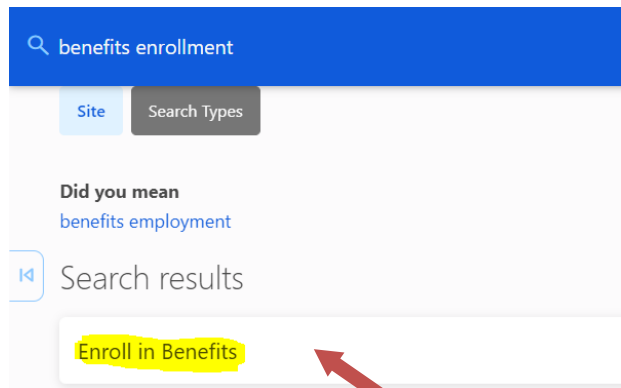 benefits enrollment
Site Search Types
Did you mean
benefits employment
Search results
Enroll in Benefits